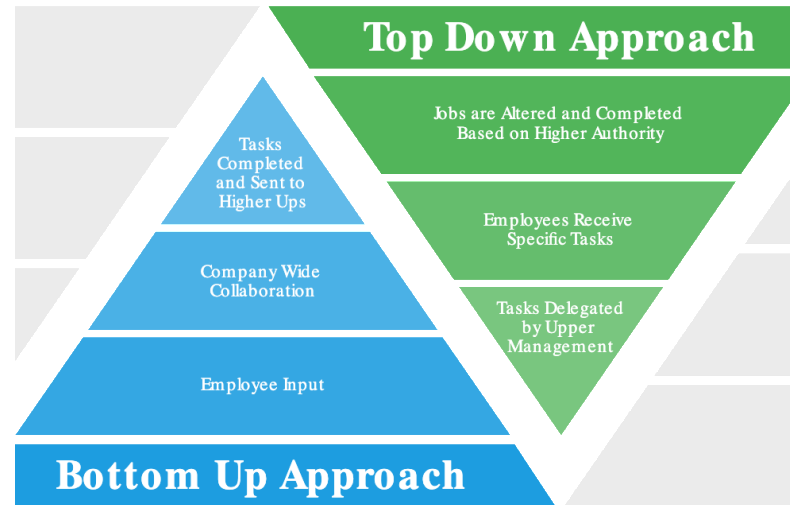 Top Down Approach
Jobs are Altered and Completed
Based on Higher Authority
Employees Receive
Specific Tasks
Tasks Delegated
by Upper
Management
Tasks
Completed
and Sent to
Higher Ups
Company Wide
Collaboration
Employee Input
Bottom Up Approach